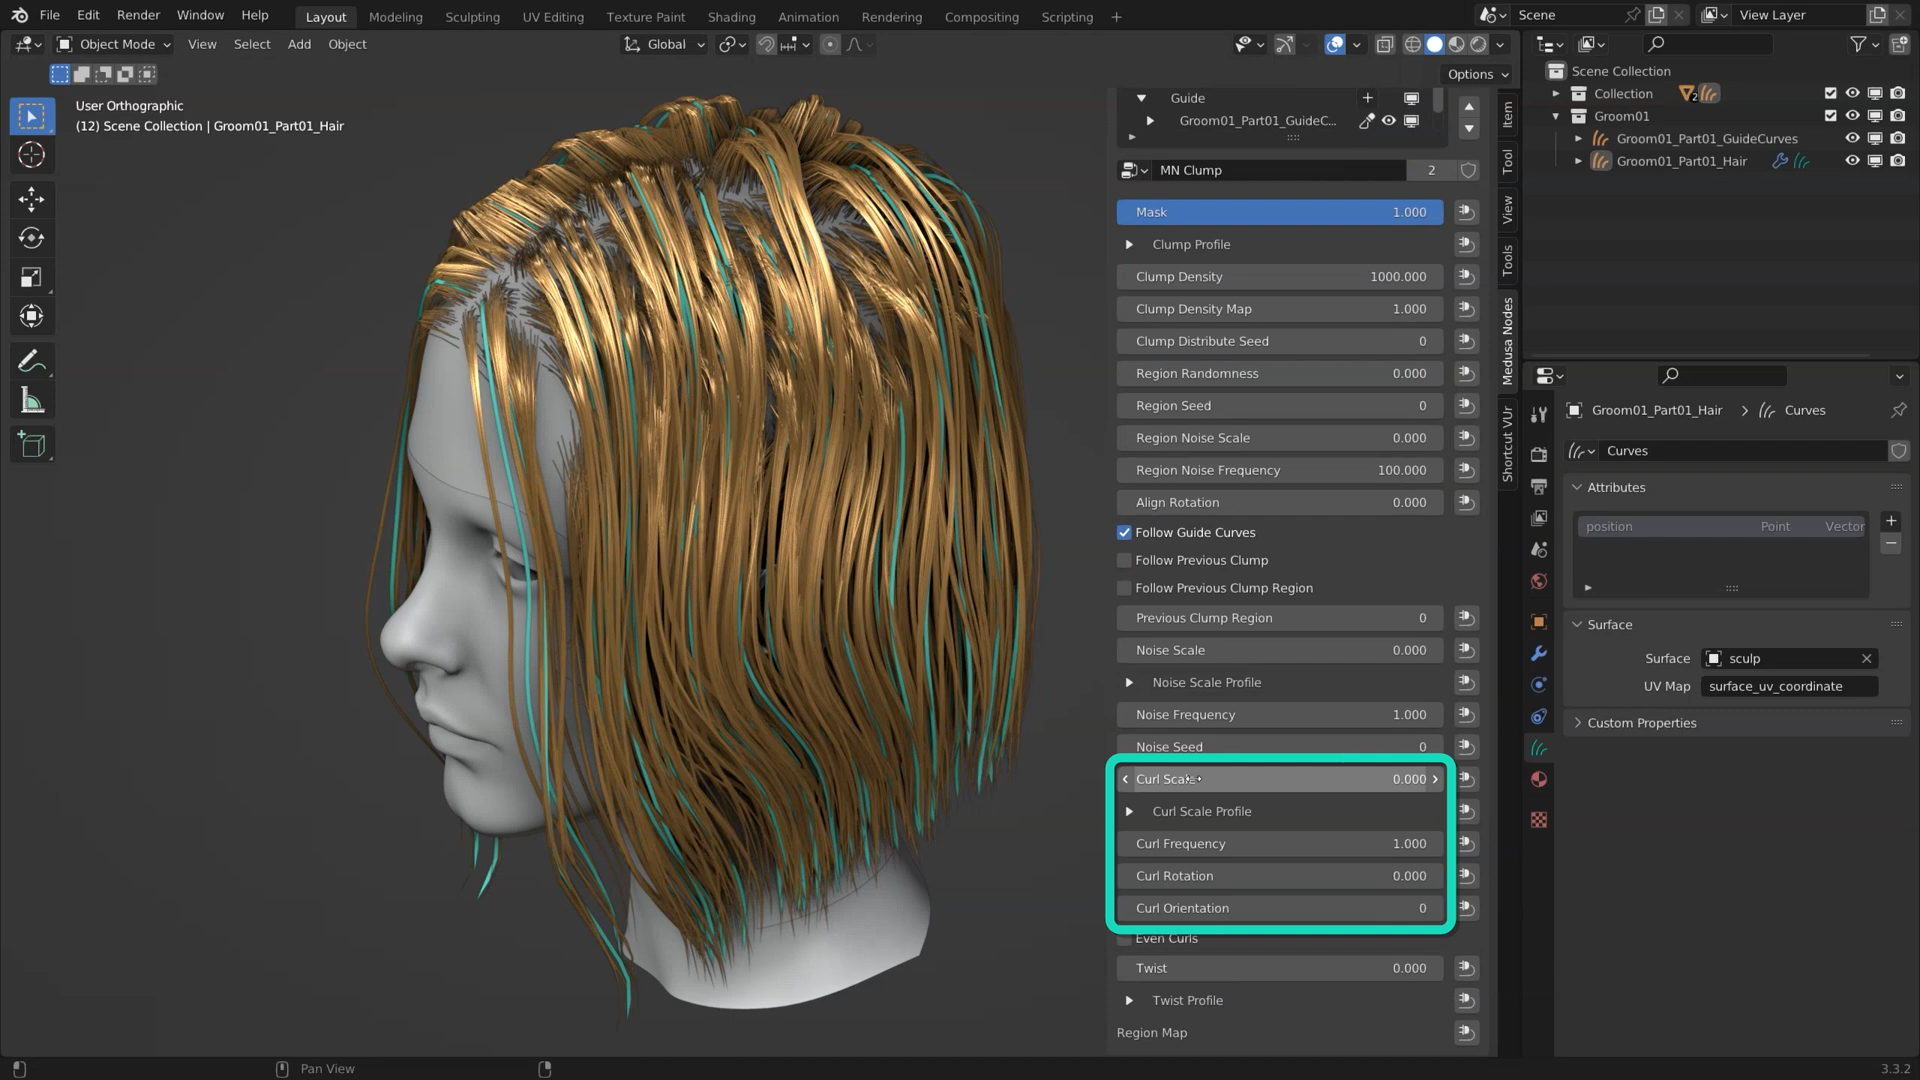 File Edit Render Window Help Layout Modeling Sculpting UV Editing Texture Paint Shading Animation Rendering Compositing Scripting + Scene View Layer
Object Mode View Select Add Object Global
Options
User Orthographic
(12) Scene Collection | Groom01_Part01_Hair
Guide
Groom01_Part01_GuideC...
MN Clump 2
Mask 1.000
Clump Profile
Clump Density 1000.000
Clump Density Map 1.000
Clump Distribute Seed 0
Region Randomness 0.000
Region Seed 0
Region Noise Scale 0.000
Region Noise Frequency 100.000
Align Rotation 0.000
Follow Guide Curves
Follow Previous Clump
Follow Previous Clump Region
Previous Clump Region 0
Noise Scale 0.000
Noise Scale Profile
Noise Frequency 1.000
Noise Seed 0
Curl Scale 0.000
Curl Scale Profile
Curl Frequency 1.000
Curl Rotation 0.000
Curl Orientation 0
Even Curls
Twist 0.000
Twist Profile
Region Map
Item
Tool
View
Tools
Medusa Nodes
Shortcut VUr
Scene Collection
Collection 2
Groom01
Groom01_Part01_GuideCurves
Groom01_Part01_Hair
Groom01_Part01_Hair > Curves
Curves
Attributes
position Point Vector
Surface
Surface sculp
UV Map surface_uv_coordinate
Custom Properties
Pan View
3.3.2